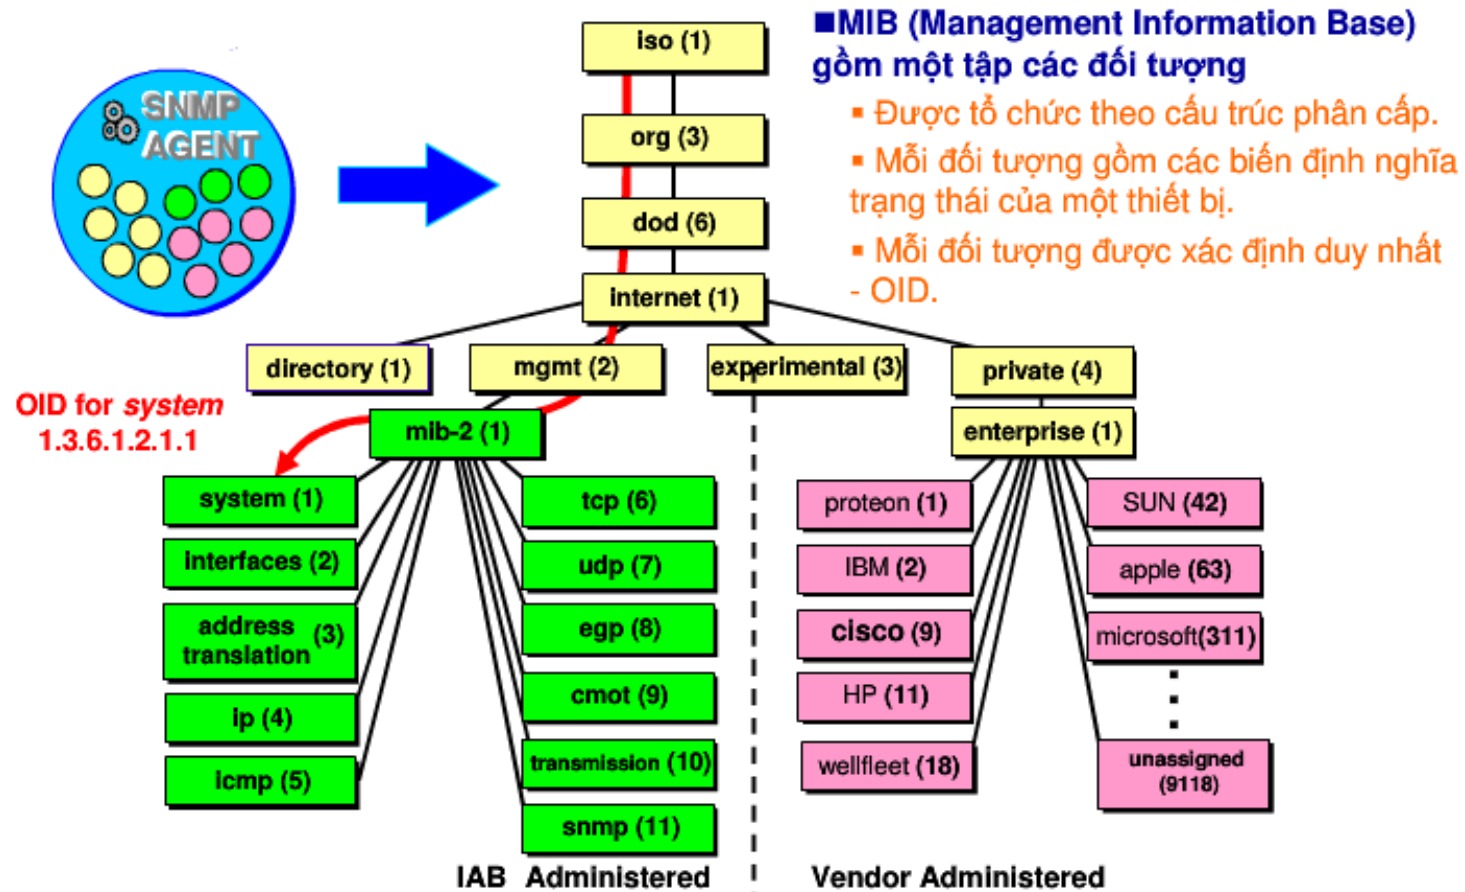 iso (1)
■MIB (Management Information Base)
gồm một tập các đối tượng
▪ Được tổ chức theo cấu trúc phân cấp.
▪ Mỗi đối tượng gồm các biến định nghĩa
trạng thái của một thiết bị.
▪ Mỗi đối tượng được xác định duy nhất
- OID.
SNMP
AGENT
org (3)
dod (6)
internet (1)
directory (1)
mgmt (2)
experimental (3)
private (4)
OID for system
1.3.6.1.2.1.1
mib-2 (1)
enterprise (1)
system (1)
interfaces (2)
address
translation (3)
ip (4)
icmp (5)
tcp (6)
udp (7)
egp (8)
cmot (9)
transmission (10)
snmp (11)
proteon (1)
IBM (2)
cisco (9)
HP (11)
wellfleet (18)
SUN (42)
apple (63)
microsoft(311)
unassigned
(9118)
IAB Administered
Vendor Administered